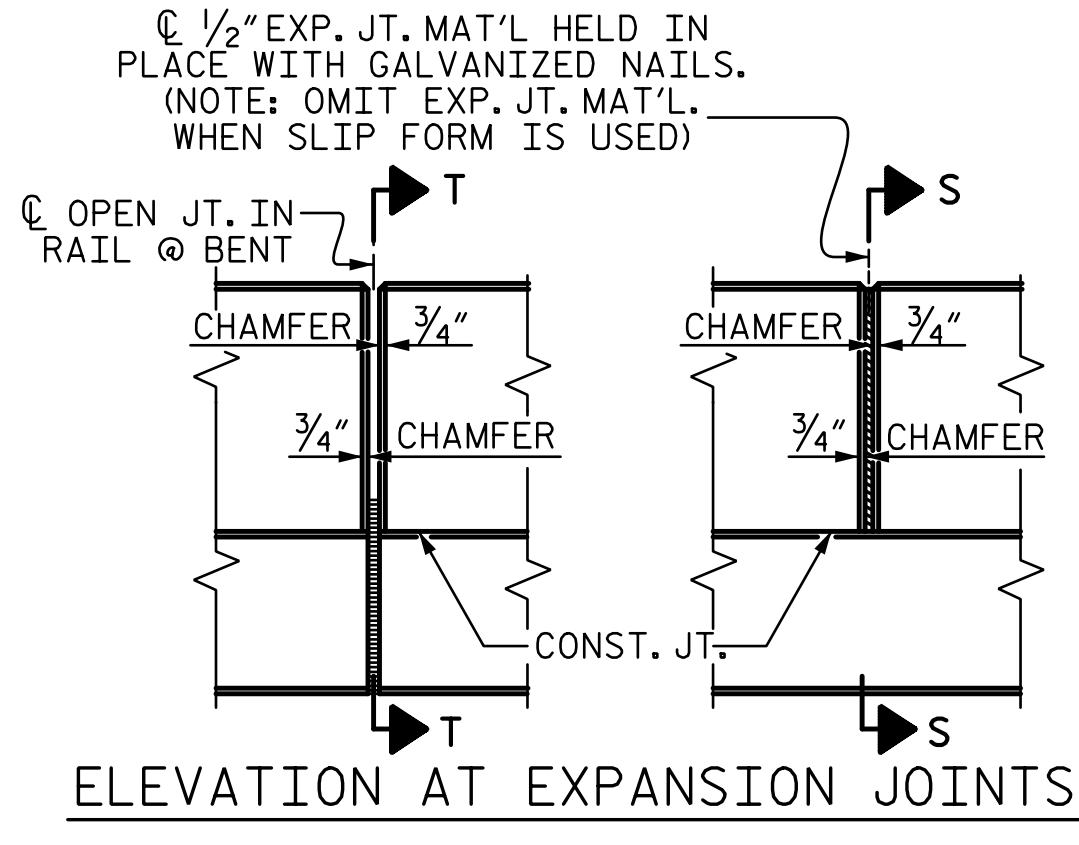 ℄ 1/2" EXP. JT. MAT'L HELD IN
PLACE WITH GALVANIZED NAILS.
(NOTE: OMIT EXP. JT. MAT'L.
WHEN SLIP FORM IS USED)
T
S
℄ OPEN JT. IN
RAIL @ BENT
CHAMFER
3/4"
CHAMFER
3/4"
3/4"
CHAMFER
3/4"
CHAMFER
CONST. JT.
T
S
ELEVATION AT EXPANSION JOINTS